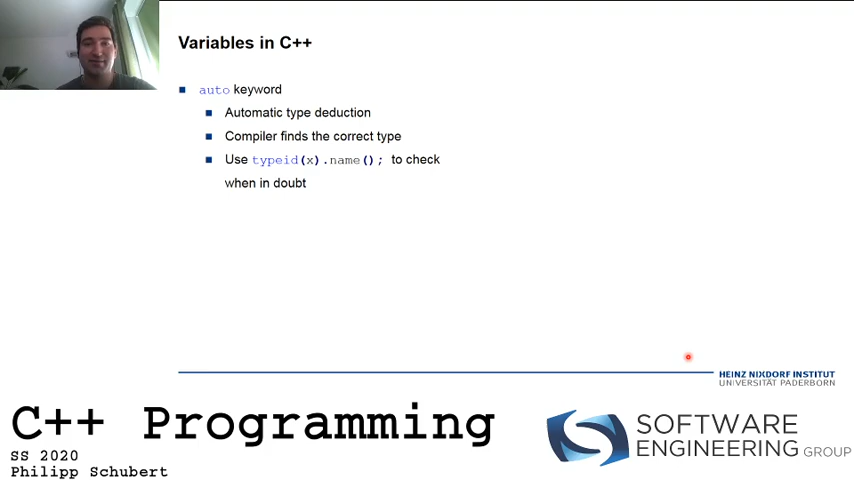 Variables in C++
auto keyword
Automatic type deduction
Compiler finds the correct type
Use typeid(x).name(); to check
when in doubt
HEINZ NIXDORF INSTITUT
UNIVERSITÄT PADERBORN
C++ Programming
SS 2020
Philipp Schubert
SOFTWARE
ENGINEERING GROUP